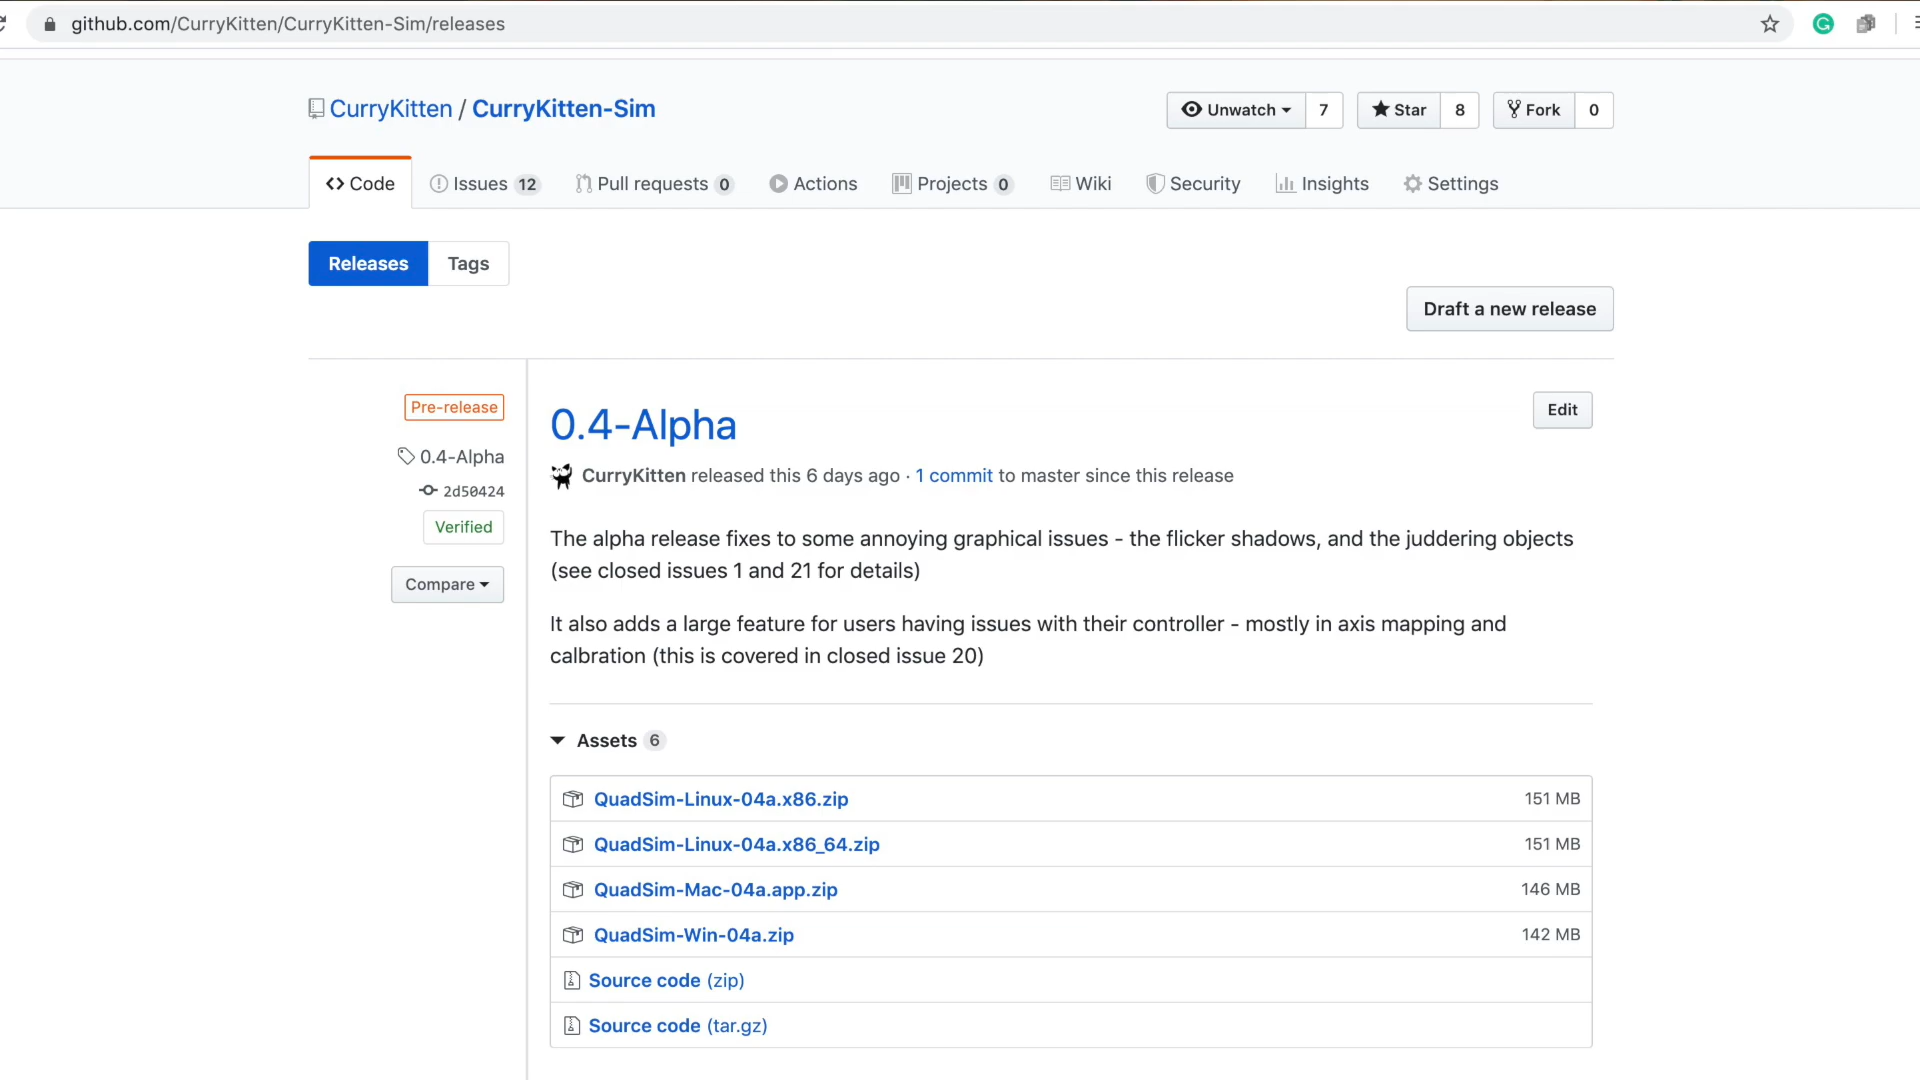 github.com/CurryKitten/CurryKitten-Sim/releases
CurryKitten / CurryKitten-Sim
Unwatch 7
Star 8
Fork 0
<> Code
Issues 12
Pull requests 0
Actions
Projects 0
Wiki
Security
Insights
Settings
Releases
Tags
Draft a new release
Pre-release
0.4-Alpha
2d50424
Verified
Compare
0.4-Alpha
Edit
CurryKitten released this 6 days ago · 1 commit to master since this release
The alpha release fixes to some annoying graphical issues - the flicker shadows, and the juddering objects
(see closed issues 1 and 21 for details)
It also adds a large feature for users having issues with their controller - mostly in axis mapping and
calbration (this is covered in closed issue 20)
Assets 6
QuadSim-Linux-04a.x86.zip 151 MB
QuadSim-Linux-04a.x86_64.zip 151 MB
QuadSim-Mac-04a.app.zip 146 MB
QuadSim-Win-04a.zip 142 MB
Source code (zip)
Source code (tar.gz)